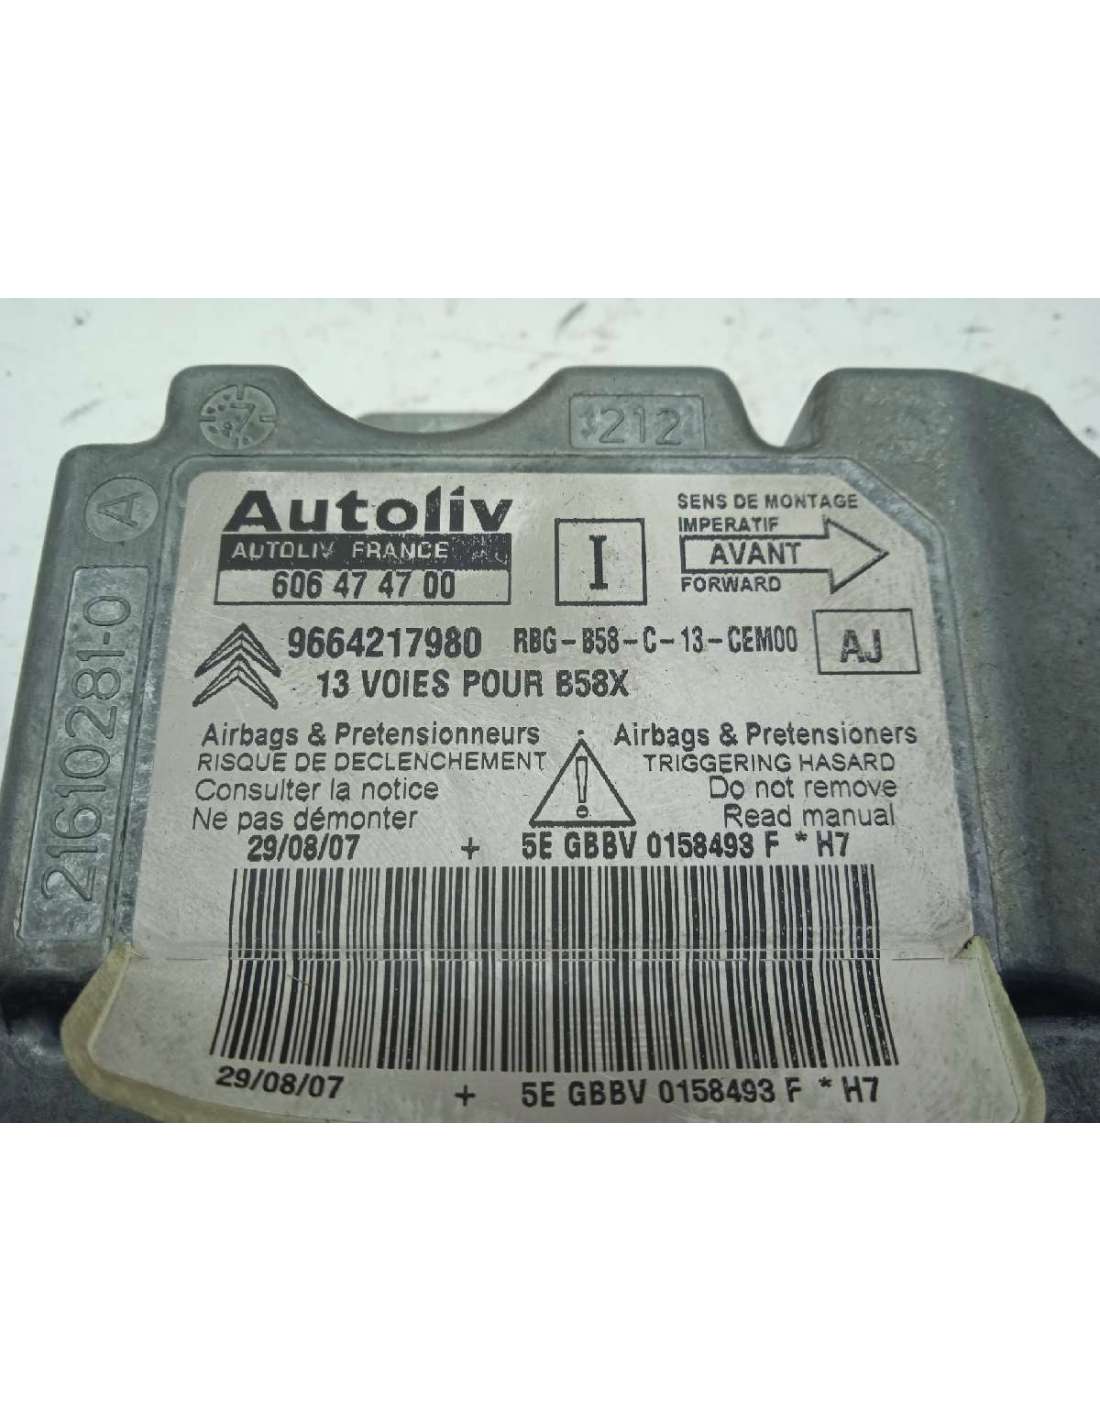 7
212
A
2161028​1-0
Autoliv
AUTOLIV FRANCE
606 47 47 00
I
SENS DE MONTAGE
IMPERATIF
AVANT
FORWARD
9664217980 RBG-B58-C-13-CEM00
AJ
13 VOIES POUR B58X
Airbags & Pretensionneurs
RISQUE DE DECLENCHEMENT
Consulter la notice
Ne pas démonter
!
Airbags & Pretensioners
TRIGGERING HASARD
Do not remove
Read manual
29/08/07 + 5E GBBV 0158493 F * H7
29/08/07 + 5E GBBV 0158493 F * H7